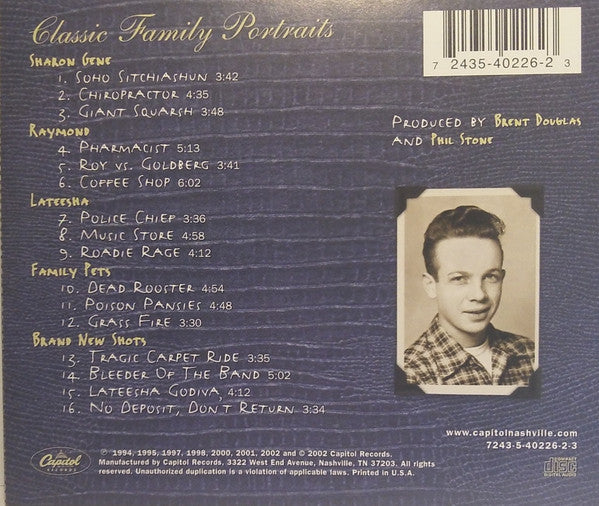 Classic Family Portraits
Sharon Gene
1. Soho Sitchiashun 3:42
2. Chiropractor 4:35
3. Giant Squarsh 3:48
Raymond
4. Pharmacist 5:13
5. Roy vs. Goldberg 3:41
6. Coffee Shop 6:02
Lateesha
7. Police Chief 3:36
8. Music Store 4:58
9. Roadie Rage 4:12
Family Pets
10. Dead Rooster 4:54
11. Poison Pansies 4:48
12. Grass Fire 3:30
Brand New Shots
13. Tragic Carpet Ride 3:35
14. Bleeder Of The Band 5:02
15. Lateesha Godiva, 4:12
16. No Deposit, Don't Return 3:34
7 2435-40226-2 3
Produced by Brent Douglas
and Phil Stone
www.capitolnashville.com
7243-5-40226-2-3
Capitol
RECORDS
℗ 1994, 1995, 1997, 1998, 2000, 2001, 2002 and © 2002 Capitol Records.
Manufactured by Capitol Records, 3322 West End Avenue, Nashville, TN 37203. All rights
reserved. Unauthorized duplication is a violation of applicable laws. Printed in U.S.A.
COMPACT
disc
DIGITAL AUDIO